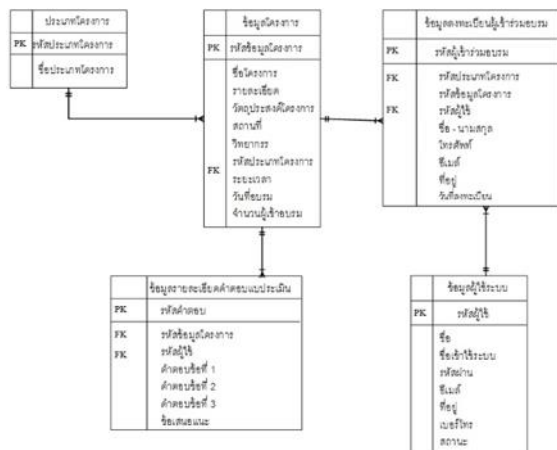 ประเภทโครงการ
PK รหัสประเภทโครงการ
ชื่อประเภทโครงการ
ข้อมูลโครงการ
PK รหัสข้อมูลโครงการ
ชื่อโครงการ
รายละเอียด
วัตถุประสงค์โครงการ
สถานที่
วิทยากร
FK รหัสประเภทโครงการ
ระยะเวลา
วันที่อบรม
จำนวนผู้เข้าอบรม
ข้อมูลลงทะเบียนผู้เข้าร่วมอบรม
PK รหัสผู้เข้าร่วมอบรม
FK รหัสประเภทโครงการ
รหัสข้อมูลโครงการ
FK รหัสผู้ใช้
ชื่อ - นามสกุล
โทรศัพท์
อีเมล์
ที่อยู่
วันที่ลงทะเบียน
ข้อมูลรายละเอียดคำตอบแบบประเมิน
PK รหัสคำตอบ
FK รหัสข้อมูลโครงการ
FK รหัสผู้ใช้
คำตอบข้อที่ 1
คำตอบข้อที่ 2
คำตอบข้อที่ 3
ข้อเสนอแนะ
ข้อมูลผู้ใช้ระบบ
PK รหัสผู้ใช้
ชื่อ
ชื่อเข้าใช้ระบบ
รหัสผ่าน
อีเมล์
ที่อยู่
เบอร์โทร
สถานะ